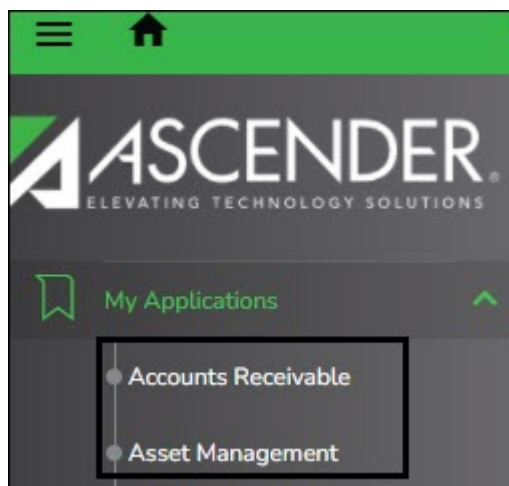 ASCENDER®
ELEVATING TECHNOLOGY SOLUTIONS
My Applications
Accounts Receivable
Asset Management